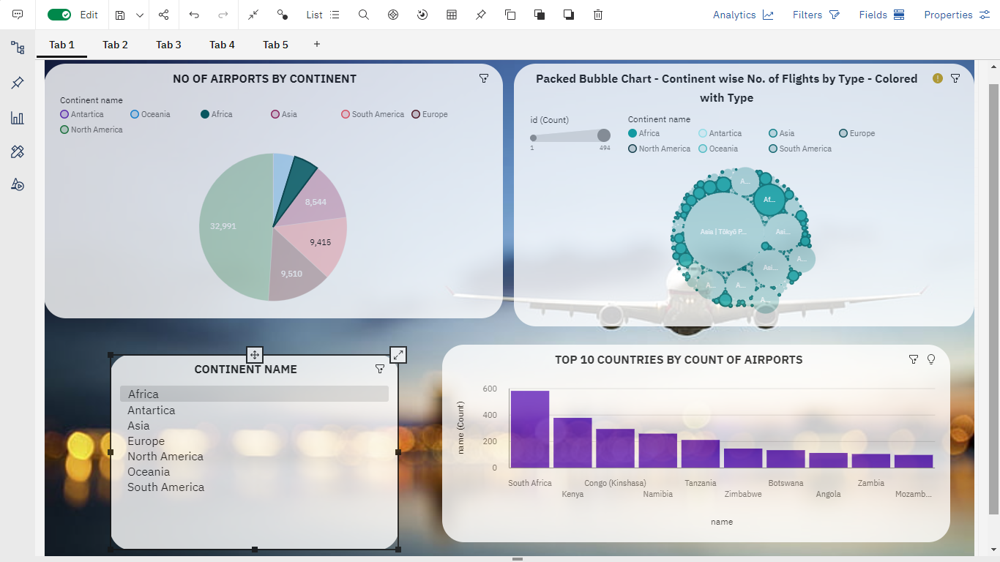 Edit
List
Analytics
Filters
Fields
Properties
Tab 1
Tab 2
Tab 3
Tab 4
Tab 5
+
NO OF AIRPORTS BY CONTINENT
Continent name
Antartica
Oceania
Africa
Asia
South America
Europe
North America
8,544
9,415
9,510
32,991
Packed Bubble Chart - Continent wise No. of Flights by Type - Colored
with Type
id (Count)
1
494
Continent name
Africa
Antartica
Asia
Europe
North America
Oceania
South America
A...
Af...
Asia | Tōkyō P...
Asi...
A...
Asi...
A...
A...
A...
CONTINENT NAME
Africa
Antartica
Asia
Europe
North America
Oceania
South America
TOP 10 COUNTRIES BY COUNT OF AIRPORTS
name (Count)
600
400
200
0
South Africa
Kenya
Congo (Kinshasa)
Namibia
Tanzania
Zimbabwe
Botswana
Angola
Zambia
Mozamb...
name